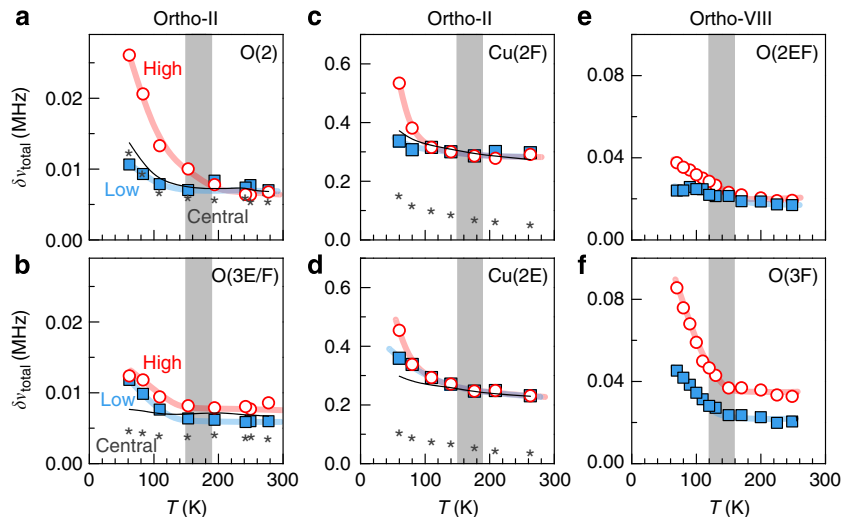 a Ortho-II
O(2)
High
Low
Central
δν_total (MHz)
0.02
0.01
0.00
b
O(3E/F)
High
Low
Central
δν_total (MHz)
0.02
0.01
0.00
0 100 200 300
T (K)
c Ortho-II
Cu(2F)
0.6
0.4
0.2
0.0
d
Cu(2E)
0.6
0.4
0.2
0.0
0 100 200 300
T (K)
e Ortho-VIII
O(2EF)
0.08
0.04
0.00
f
O(3F)
0.08
0.04
0.00
0 100 200 300
T (K)